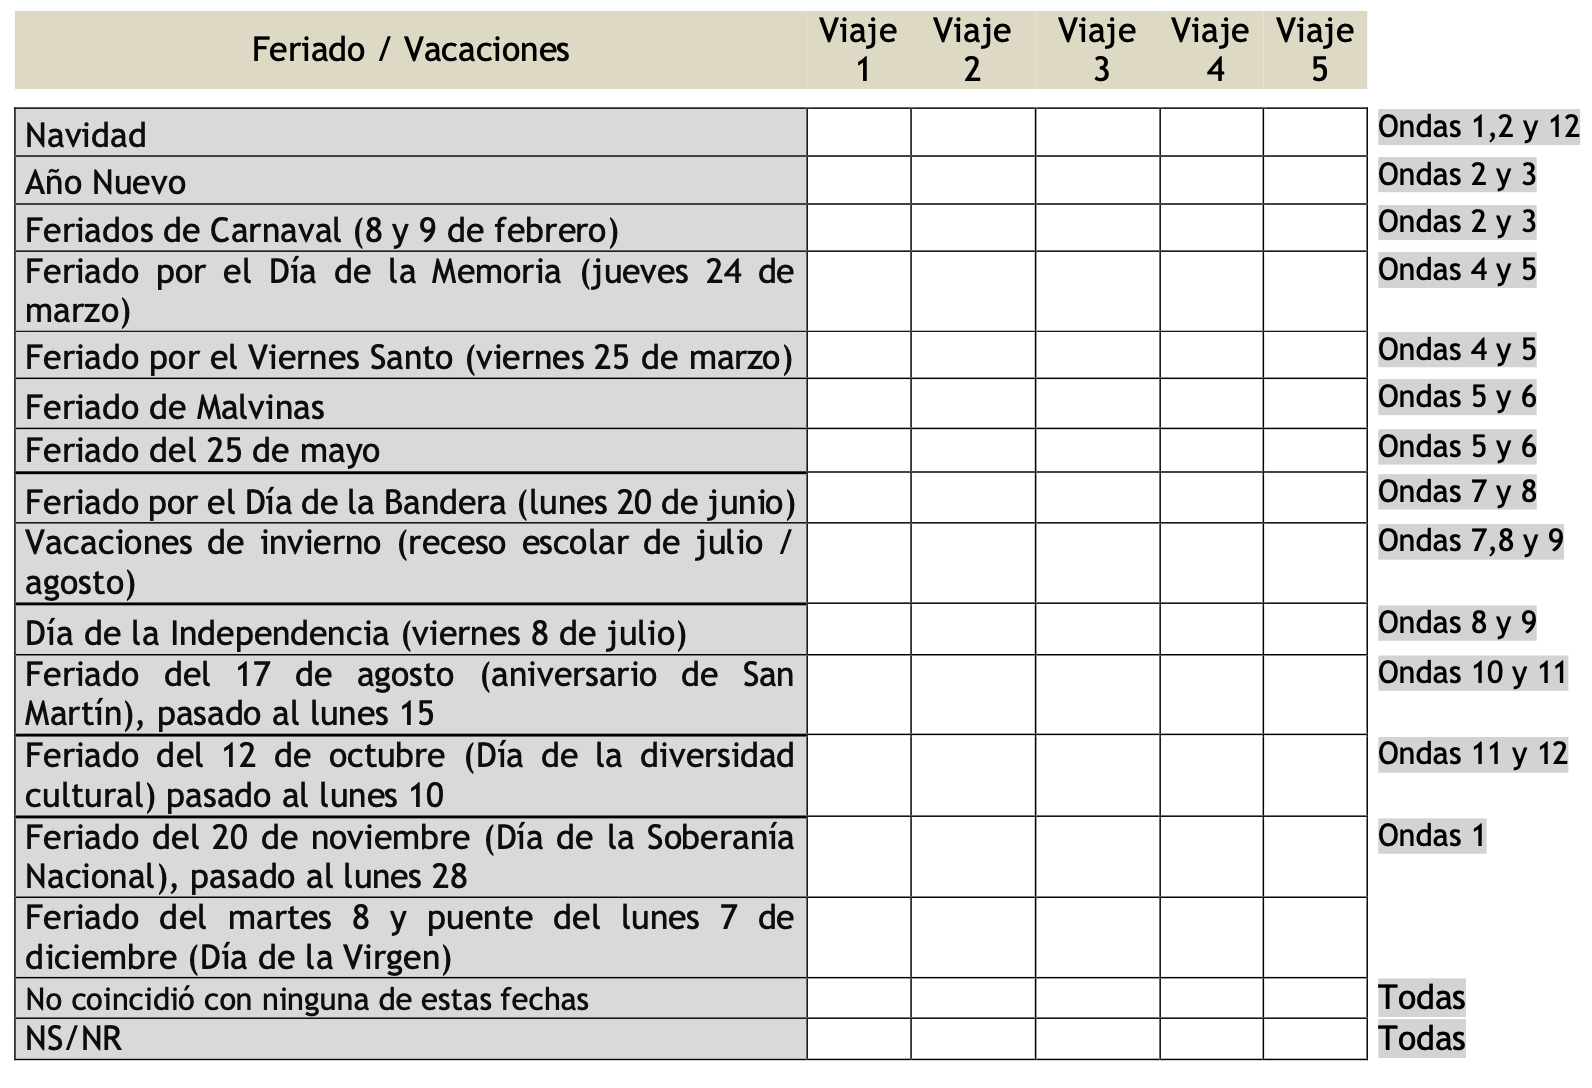 Feriado / Vacaciones Viaje 1 Viaje 2 Viaje 3 Viaje 4 Viaje 5
Navidad Ondas 1,2 y 12
Año Nuevo Ondas 2 y 3
Feriados de Carnaval (8 y 9 de febrero) Ondas 2 y 3
Feriado por el Día de la Memoria (jueves 24 de Ondas 4 y 5
marzo)
Feriado por el Viernes Santo (viernes 25 de marzo) Ondas 4 y 5
Feriado de Malvinas Ondas 5 y 6
Feriado del 25 de mayo Ondas 5 y 6
Feriado por el Día de la Bandera (lunes 20 de junio) Ondas 7 y 8
Vacaciones de invierno (receso escolar de julio / Ondas 7,8 y 9
agosto)
Día de la Independencia (viernes 8 de julio) Ondas 8 y 9
Feriado del 17 de agosto (aniversario de San Ondas 10 y 11
Martín), pasado al lunes 15
Feriado del 12 de octubre (Día de la diversidad Ondas 11 y 12
cultural) pasado al lunes 10
Feriado del 20 de noviembre (Día de la Soberanía Ondas 1
Nacional), pasado al lunes 28
Feriado del martes 8 y puente del lunes 7 de
diciembre (Día de la Virgen)
No coincidió con ninguna de estas fechas Todas
NS/NR Todas